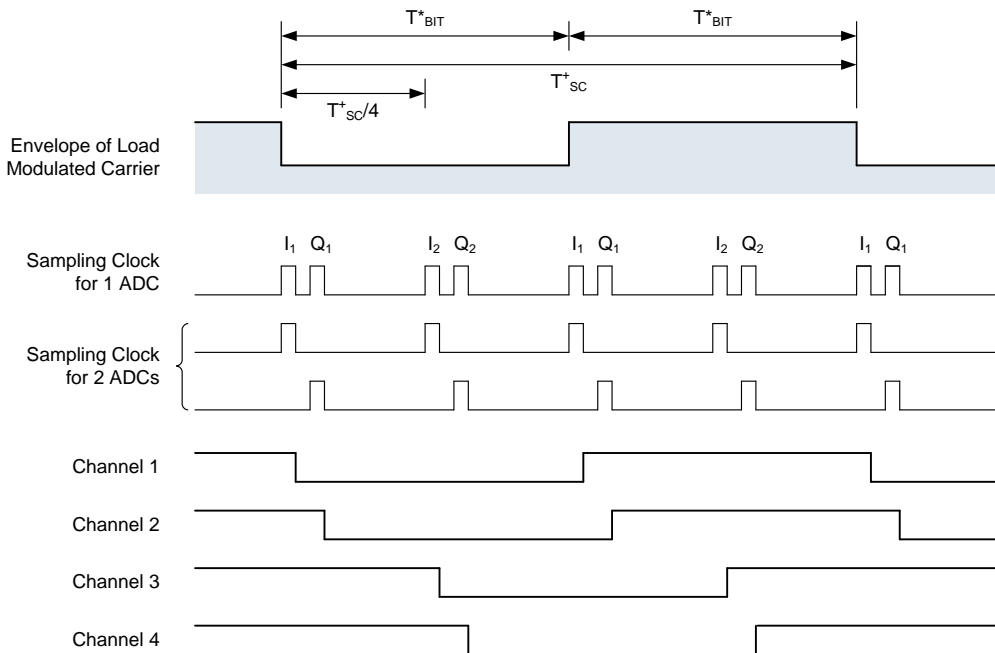 T*BIT T*BIT
T+SC
T+SC/4
Envelope of Load
Modulated Carrier
I1 Q1 I2 Q2 I1 Q1 I2 Q2 I1 Q1
Sampling Clock
for 1 ADC
Sampling Clock
for 2 ADCs
Channel 1
Channel 2
Channel 3
Channel 4